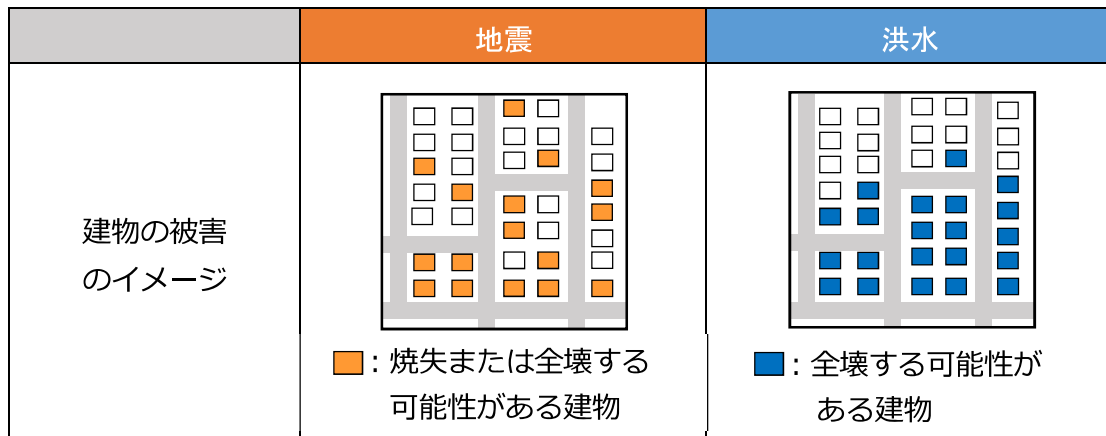 地震
洪水
建物の被害
のイメージ
：焼失または全壊する
可能性がある建物
：全壊する可能性が
ある建物